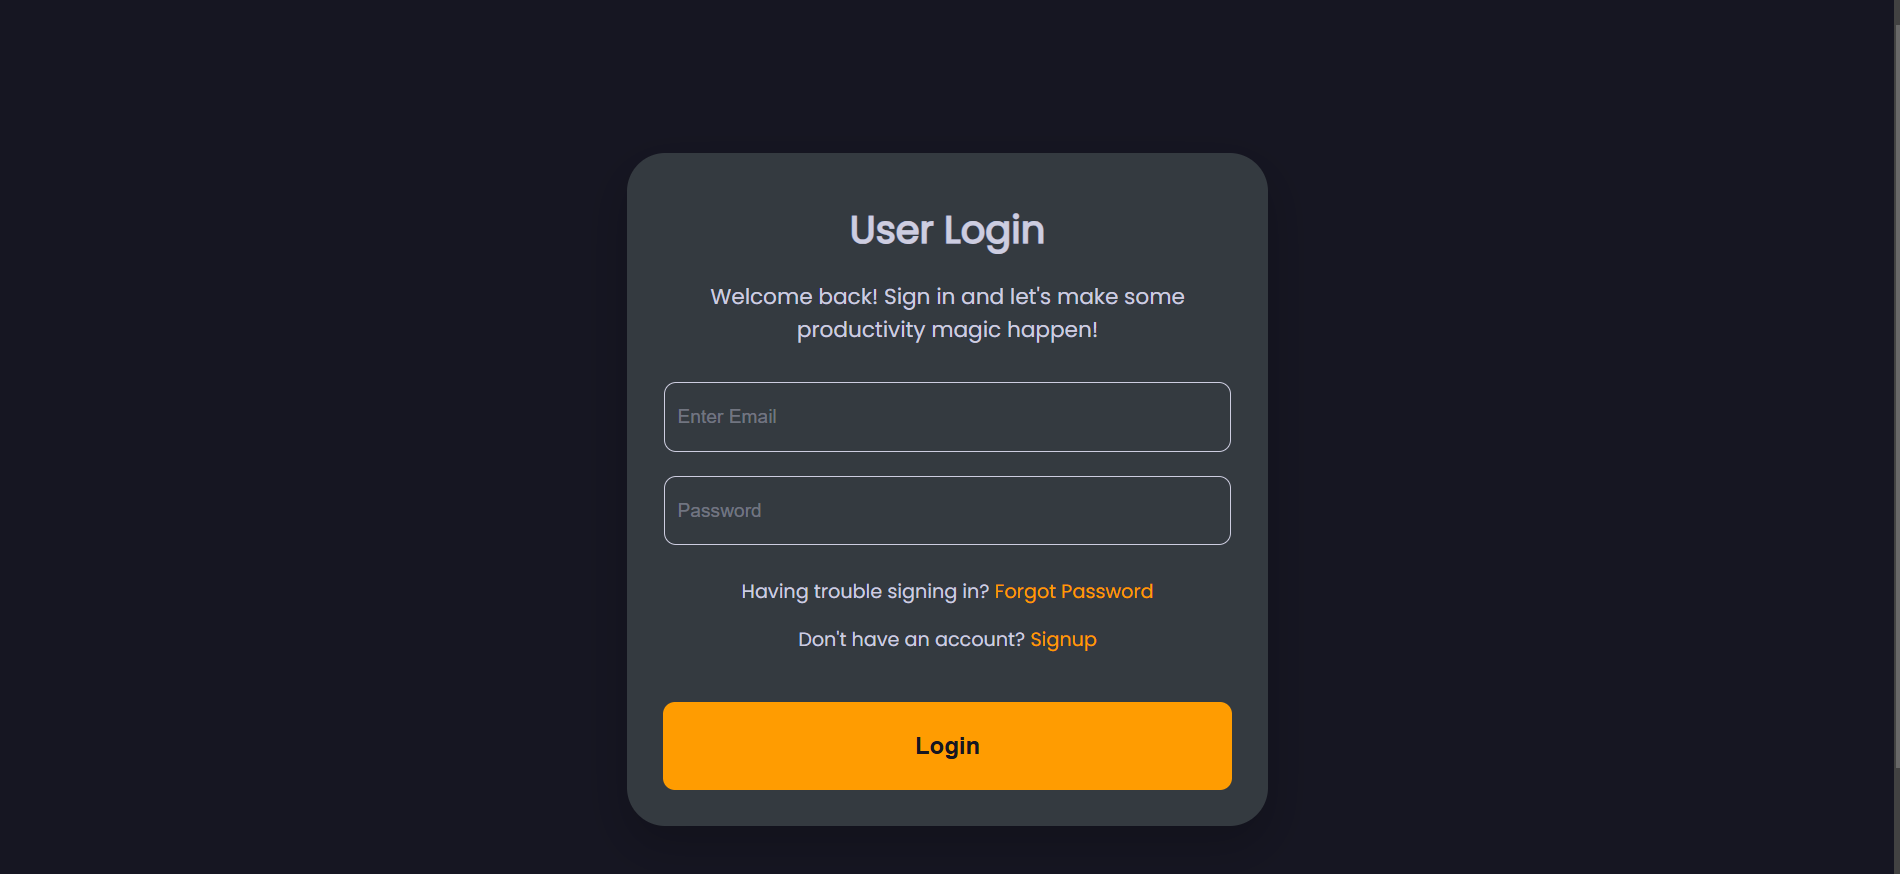 User Login
Welcome back! Sign in and let's make some
productivity magic happen!
Enter Email
Password
Having trouble signing in? Forgot Password
Don't have an account? Signup
Login